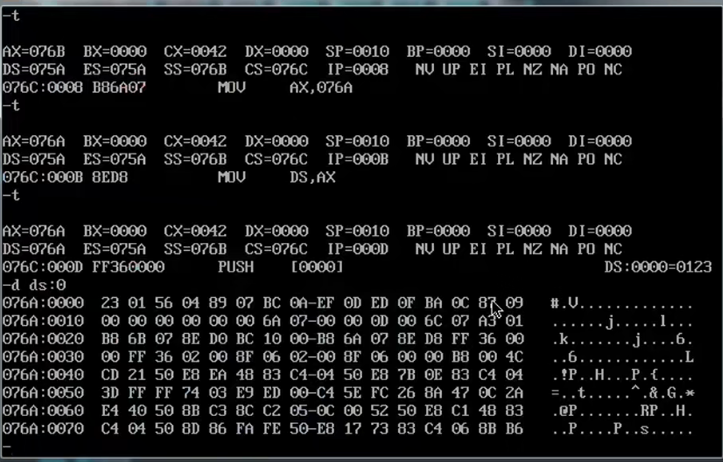 -t
AX=076B  BX=0000  CX=0042  DX=0000  SP=0010  BP=0000  SI=0000  DI=0000
DS=075A  ES=075A  SS=076B  CS=076C  IP=0008   NV UP EI PL NZ NA PO NC
076C:0008 B86A07        MOV     AX,076A
-t
AX=076A  BX=0000  CX=0042  DX=0000  SP=0010  BP=0000  SI=0000  DI=0000
DS=075A  ES=075A  SS=076B  CS=076C  IP=000B   NV UP EI PL NZ NA PO NC
076C:000B 8ED8          MOV     DS,AX
-t
AX=076A  BX=0000  CX=0042  DX=0000  SP=0010  BP=0000  SI=0000  DI=0000
DS=076A  ES=075A  SS=076B  CS=076C  IP=000D   NV UP EI PL NZ NA PO NC
076C:000D FF360000      PUSH    [0000]                             DS:0000=0123
-d ds:0
076A:0000  23 01 56 04 89 07 BC 0A-EF 0D ED 0F BA 0C 87 09   #.V.............
076A:0010  00 00 00 00 00 00 6A 07-00 00 0D 00 6C 07 A3 01   ......j.....l...
076A:0020  B8 6B 07 8E D0 BC 10 00-B8 6A 07 8E D8 FF 36 00   .k.......j....6.
076A:0030  00 FF 36 02 00 8F 06 02-00 8F 06 00 00 B8 00 4C   ..6............L
076A:0040  CD 21 50 E8 EA 48 83 C4-04 50 E8 7B 0E 83 C4 04   .!P..H...P.{....
076A:0050  3D FF FF 74 03 E9 ED 00-C4 5E FC 26 8A 47 0C 2A   =..t.....^.&.G.*
076A:0060  E4 40 50 8B C3 8C C2 05-0C 00 52 50 E8 C1 48 83   .@P.......RP..H.
076A:0070  C4 04 50 8D 86 FA FE 50-E8 17 73 83 C4 06 8B B6   ..P....P..s.....
-